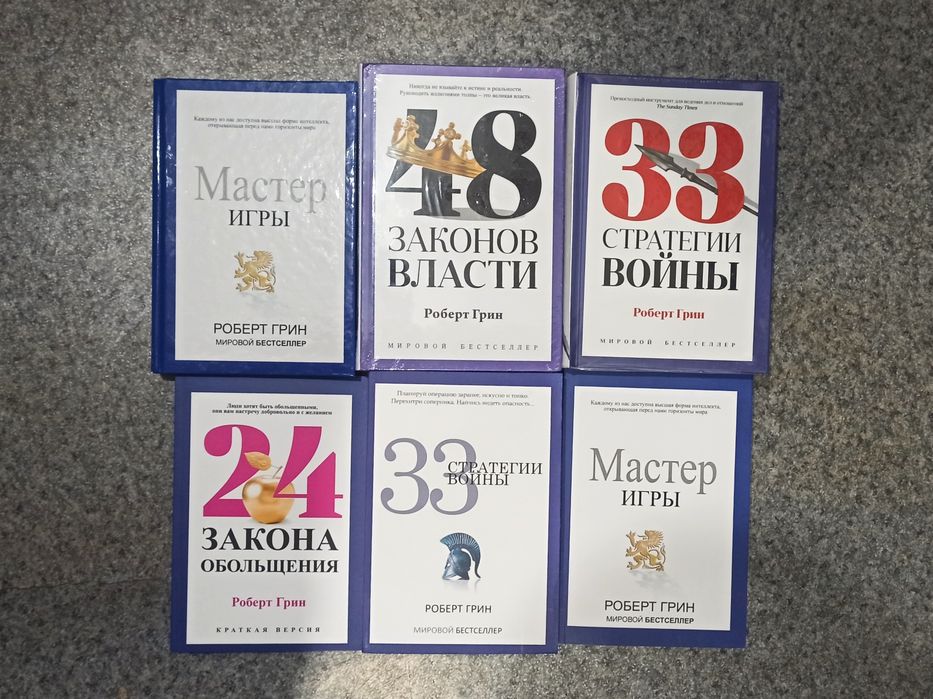 Каждому из нас доступна высшая форма интеллекта,
открывающая перед нами горизонты мира
Мастер
ИГРЫ
РОБЕРТ ГРИН
МИРОВОЙ БЕСТСЕЛЛЕР
Никогда не взывайте к истине и реальности.
Руководить иллюзиями толпы – это великая власть...
48
ЗАКОНОВ
ВЛАСТИ
Роберт Грин
МИРОВОЙ БЕСТСЕЛЛЕР
Превосходный инструмент для ведения дел и отношений
The Sunday Times
33
СТРАТЕГИИ
ВОЙНЫ
Роберт Грин
МИРОВОЙ БЕСТСЕЛЛЕР
Люди хотят быть обольщенными,
они вам навстречу добровольно и с желанием
24
ЗАКОНА
ОБОЛЬЩЕНИЯ
Роберт Грин
КРАТКАЯ ВЕРСИЯ
Планируй операцию заранее, искусно и тонко.
Перехитри соперника. Научись видеть опасность...
33
СТРАТЕГИИ
ВОЙНЫ
РОБЕРТ ГРИН
МИРОВОЙ БЕСТСЕЛЛЕР
Каждому из нас доступна высшая форма интеллекта,
открывающая перед нами горизонты мира
Мастер
ИГРЫ
РОБЕРТ ГРИН
МИРОВОЙ БЕСТСЕЛЛЕР